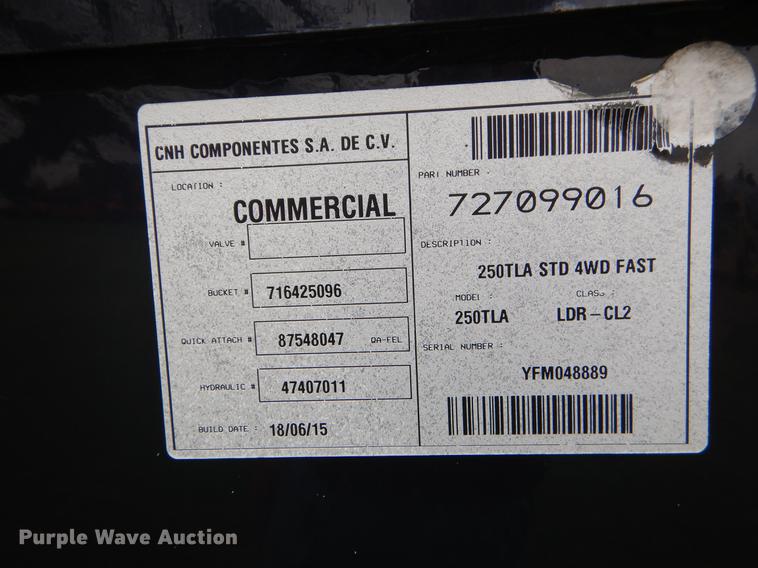 CNH COMPONENTES S.A. DE C.V.
LOCATION :
COMMERCIAL
VALVE #
BUCKET # 716425096
QUICK ATTACH # 87548047 QA-FEL
HYDRAULIC # 47407011
BUILD DATE : 18/06/15
PART NUMBER :
727099016
DESCRIPTION :
250TLA STD 4WD FAST
MODEL : CLASS :
250TLA LDR-CL2
SERIAL NUMBER :
YFM048889
Purple Wave Auction